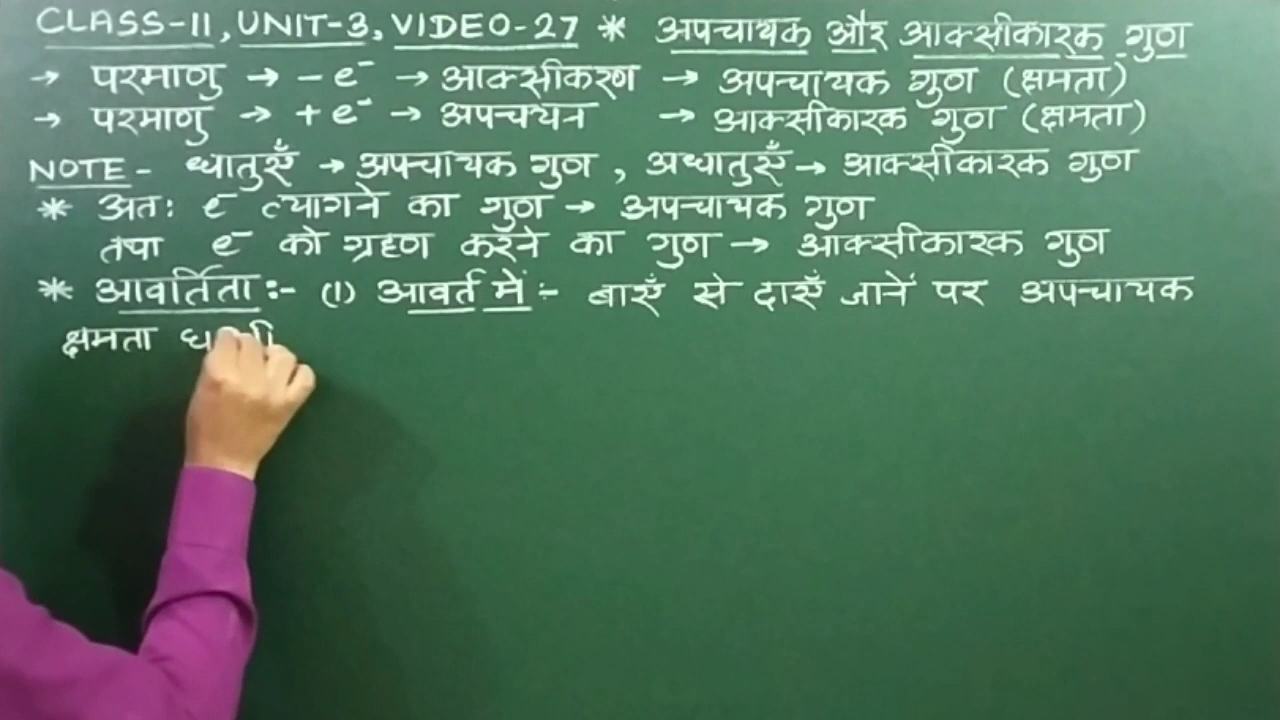 CLASS-11, UNIT-3, VIDEO-27 * अपचायक और आक्सीकारक गुण
→ परमाणु → - e⁻ → आक्सीकरण → अपचायक गुण (क्षमता)
→ परमाणु → + e⁻ → अपचयन → आक्सीकारक गुण (क्षमता)
NOTE - धातुएँ → अपचायक गुण , अधातुएँ → आक्सीकारक गुण
* अतः e⁻ त्यागने का गुण → अपचायक गुण
तथा e⁻ को ग्रहण करने का गुण → आक्सीकारक गुण
* आवर्तिता :- (1) आवर्त में :- बाएँ से दाएँ जानें पर अपचायक
क्षमता